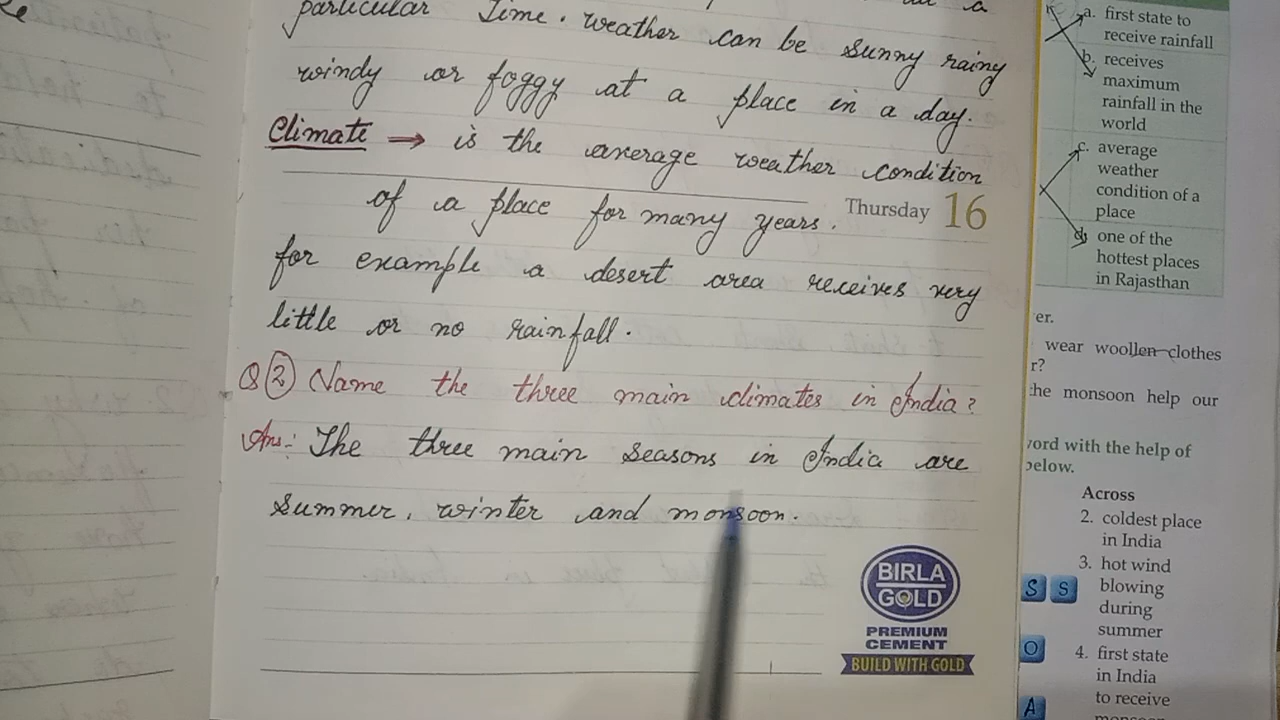 particular Time. weather can be sunny rainy
windy or foggy at a place in a day.
Climate → is the average weather condition
of a place for many years.
Thursday 16
for example a desert area receives very
little or no rainfall.
Q2 Name the three main climates in India?
Ans:- The three main seasons in India are
summer, winter and monsoon.
BIRLA
GOLD
PREMIUM
CEMENT
BUILD WITH GOLD
a. first state to
receive rainfall
b. receives
maximum
rainfall in the
world
c. average
weather
condition of a
place
d. one of the
hottest places
in Rajasthan
er.
wear woollen clothes
r?
the monsoon help our
word with the help of
below.
Across
2. coldest place
in India
3. hot wind
blowing
during
summer
4. first state
in India
to receive
monsoon
S S
O
A